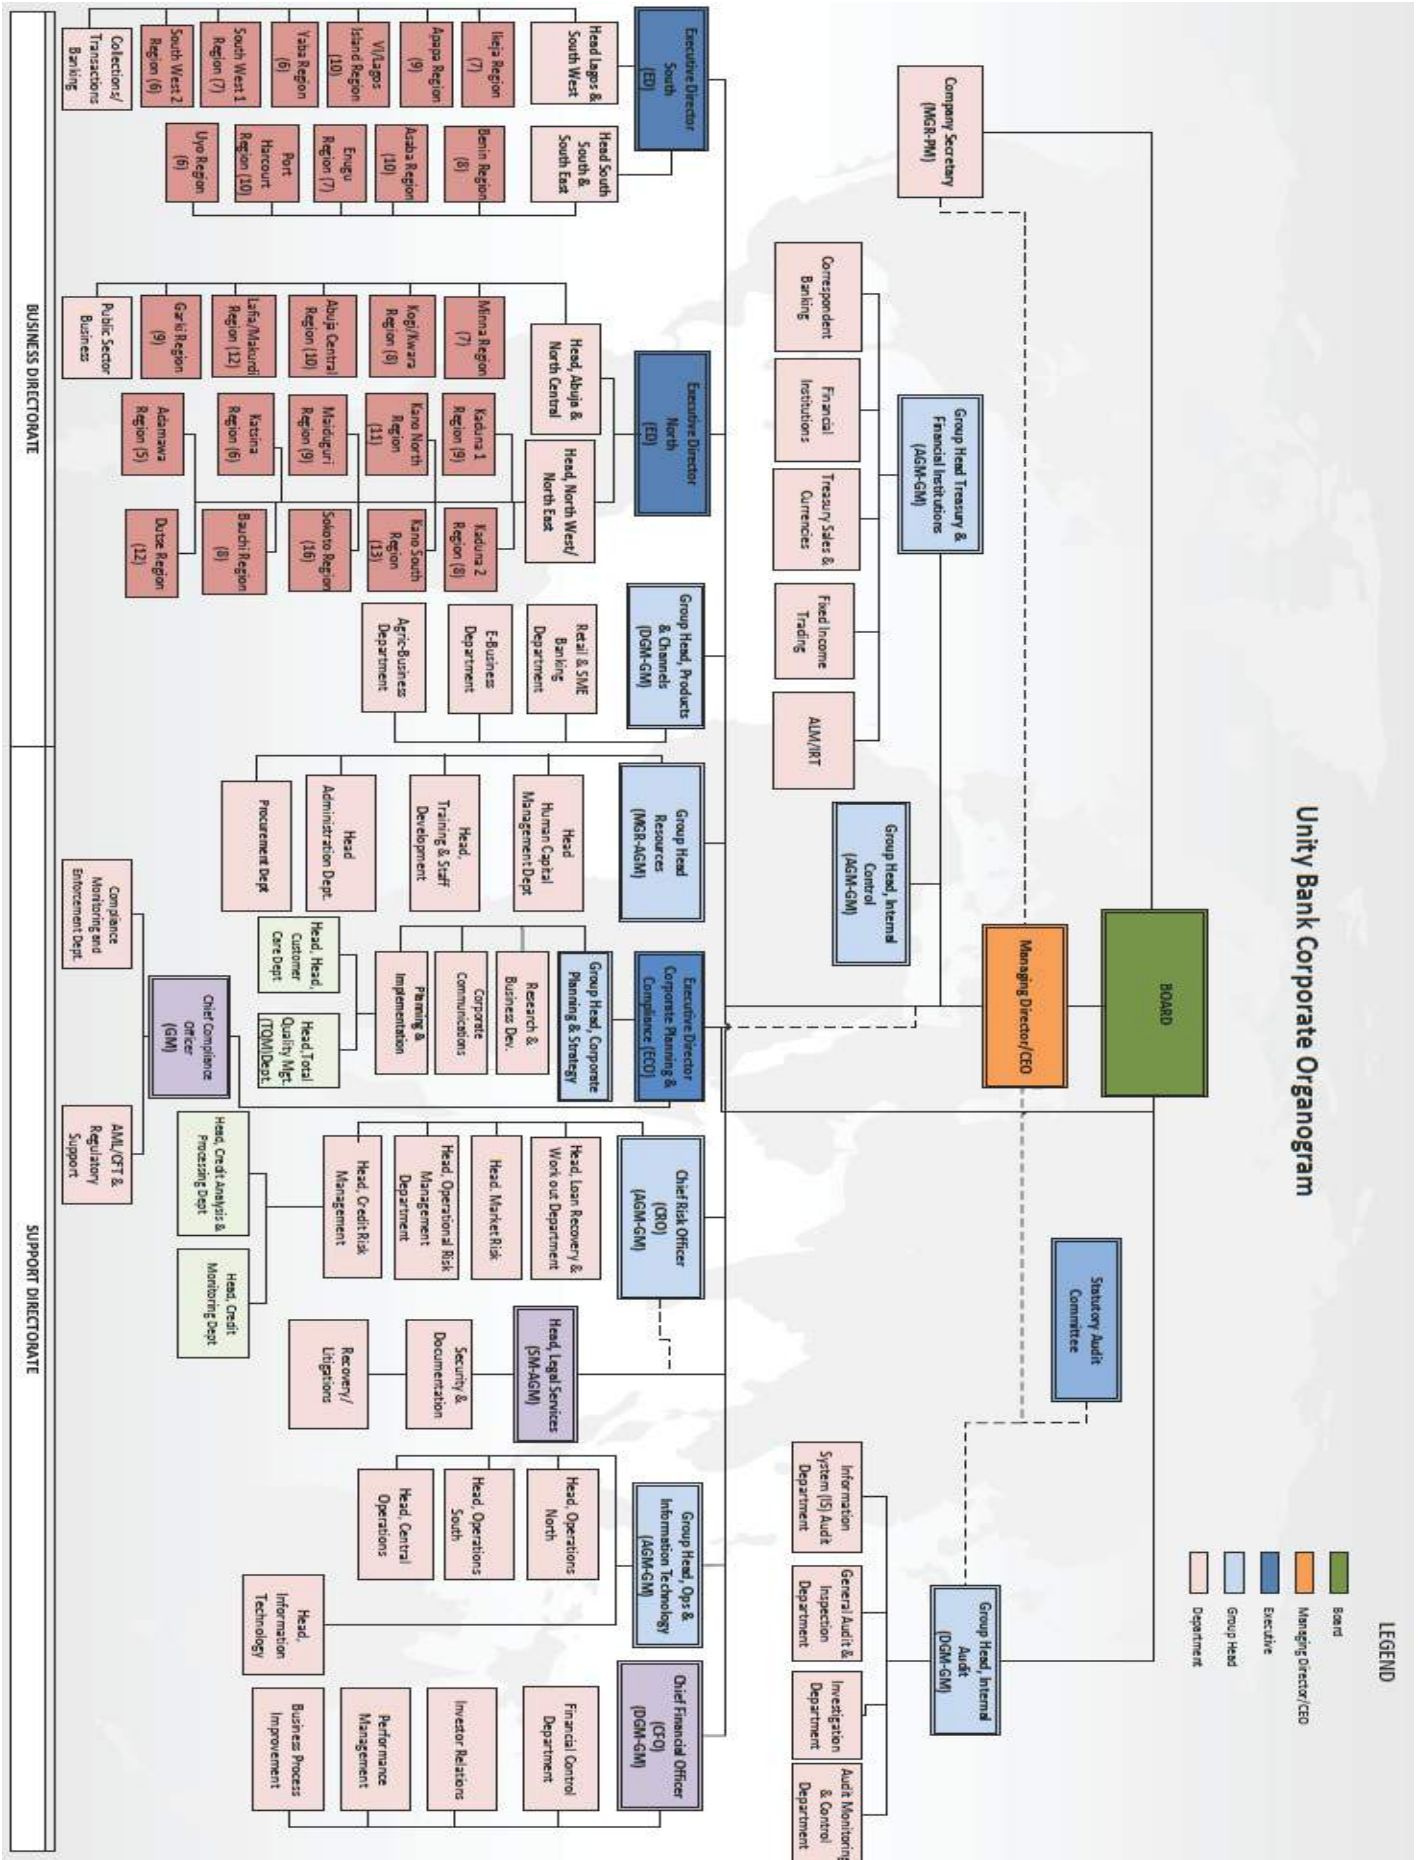 Unity Bank Corporate Organogram
LEGEND
Board
Managing Director/CEO
Executive
Group Head
Department
BOARD
Statutory Audit
Committee
Managing Director/CEO
Company Secretary
(MGR-PM)
Group Head Treasury &
Financial Institutions
(AGM-GM)
Group Head, Internal
Control
(AGM-GM)
Group Head, Internal
Audit
(DGM-GM)
Correspondent
Banking
Financial
Institutions
Treasury Sales &
Currencies
Fixed Income
Trading
ALM/IRT
Information
System (IS) Audit
Department
General Audit &
Inspection
Department
Investigation
Department
Audit Monitoring
& Control
Department
Executive Director
South
(ED)
Head Lagos &
South West
Head South
South &
South East
Ikeja Region
(7)
Apapa Region
(9)
VI/Lagos
Island Region
(10)
Yaba Region
(6)
South West 1
Region (7)
South West 2
Region (6)
Collections/
Transactions
Banking
Benin Region
(8)
Asaba Region
(10)
Enugu
Region (7)
Port
Harcourt
Region (10)
Uyo Region
(6)
Executive Director
North
(ED)
Head, Abuja &
North Central
Head, North West/
North East
Minna Region
(7)
Kogi/Kwara
Region (8)
Abuja Central
Region (10)
Lafia/Makurdi
Region (12)
Garki Region
(9)
Public Sector
Business
Kaduna 1
Region (9)
Kano North
Region
(11)
Maiduguri
Region (9)
Katsina
Region (6)
Adamawa
Region (5)
Kaduna 2
Region (8)
Kano South
Region
(13)
Sokoto Region
(16)
Bauchi Region
(8)
Dutse Region
(12)
Group Head, Products
& Channels
(DGM-GM)
Retail & SME
Banking
Department
E-Business
Department
Agric-Business
Department
Group Head
Resources
(MGR-AGM)
Head
Human Capital
Management Dept
Head,
Training & Staff
Development
Head
Administration Dept.
Procurement Dept
Executive Director
Corporate Planning &
Compliance (ECO)
Group Head, Corporate
Planning & Strategy
Research &
Business Dev.
Corporate
Communications
Planning &
Implementation
Head, Head,
Customer
Care Dept
Head,Total
Quality Mgt.
(TQM)Dept.
Chief Compliance
Officer
(GM)
Compliance
Monitoring and
Enforcement Dept.
AML/CFT &
Regulatory
Support
Chief Risk Officer
(CRO)
(AGM-GM)
Head, Loan Recovery &
Work out Department
Head. Market Risk
Head, Operational Risk
Management
Department
Head, Credit Risk
Management
Head, Credit Analysis &
Processing Dept
Head, Credit
Monitoring Dept
Head, Legal Services
(SM-AGM)
Security &
Documentation
Recovery/
Litigations
Group Head, Ops &
Information Technology
(AGM-GM)
Head, Operations
North
Head, Operations
South
Head, Central
Operations
Head,
Information
Technology
Chief Financial Officer
(CFO)
(DGM-GM)
Financial Control
Department
Investor Relations
Performance
Management
Business Process
Improvement
BUSINESS DIRECTORATE
SUPPORT DIRECTORATE